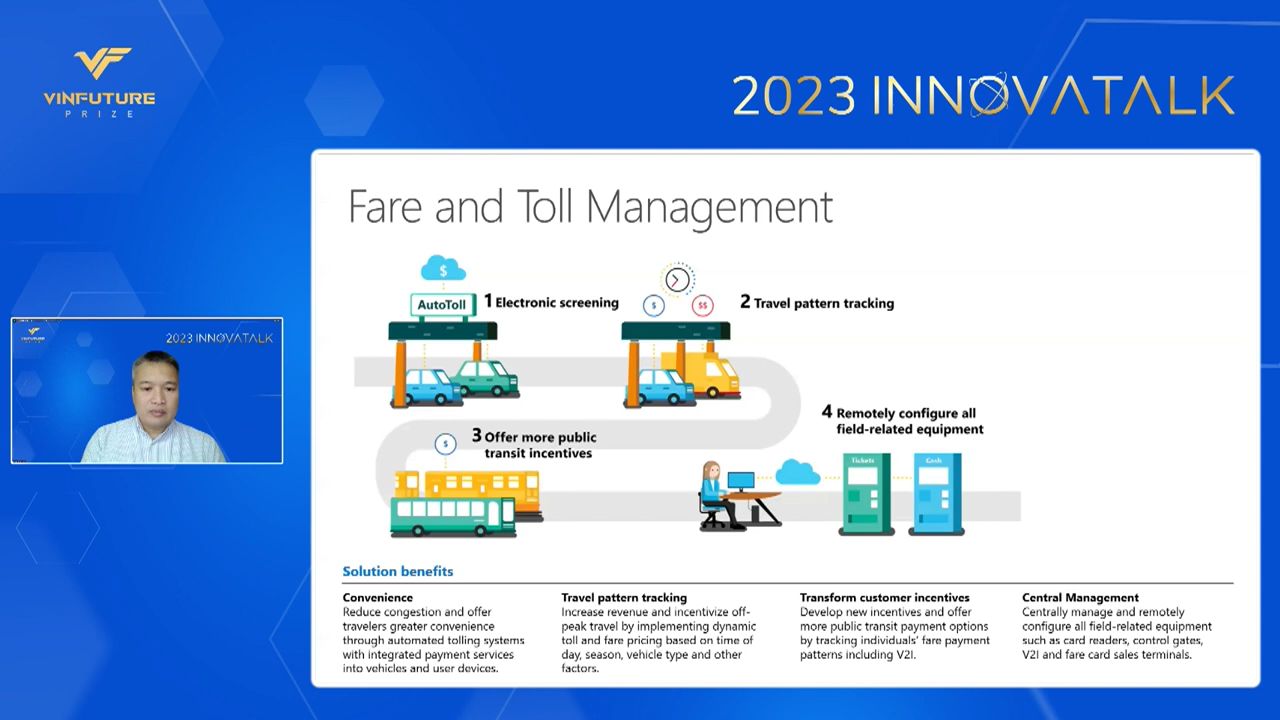 VINFUTURE
PRIZE
2023 INNOVATALK
2023 INNOVATALK
Fare and Toll Management
$
AutoToll
1 Electronic screening
$
$$
2 Travel pattern tracking
$
3 Offer more public
transit incentives
4 Remotely configure all
field-related equipment
Tickets
Cash
Solution benefits
Convenience
Reduce congestion and offer
travelers greater convenience
through automated tolling systems
with integrated payment services
into vehicles and user devices.
Travel pattern tracking
Increase revenue and incentivize off-
peak travel by implementing dynamic
toll and fare pricing based on time of
day, season, vehicle type and other
factors.
Transform customer incentives
Develop new incentives and offer
more public transit payment options
by tracking individuals' fare payment
patterns including V2I.
Central Management
Centrally manage and remotely
configure all field-related equipment
such as card readers, control gates,
V2I and fare card sales terminals.